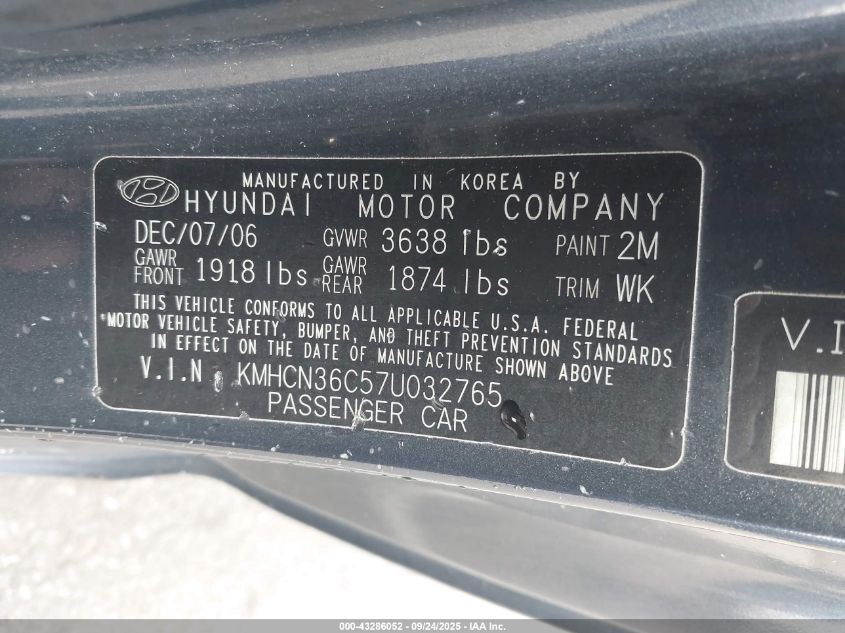 MANUFACTURED IN KOREA BY
HYUNDAI MOTOR COMPANY
DEC/07/06 GVWR 3638 lbs PAINT 2M
GAWR FRONT 1918 lbs GAWR REAR 1874 lbs TRIM WK
THIS VEHICLE CONFORMS TO ALL APPLICABLE U.S.A. FEDERAL
MOTOR VEHICLE SAFETY, BUMPER, AND THEFT PREVENTION STANDARDS
IN EFFECT ON THE DATE OF MANUFACTURE SHOWN ABOVE
V.I.N KMHCN36C57U032765
PASSENGER CAR
V.I
000-43286052 - 09/24/2025 - IAA Inc.